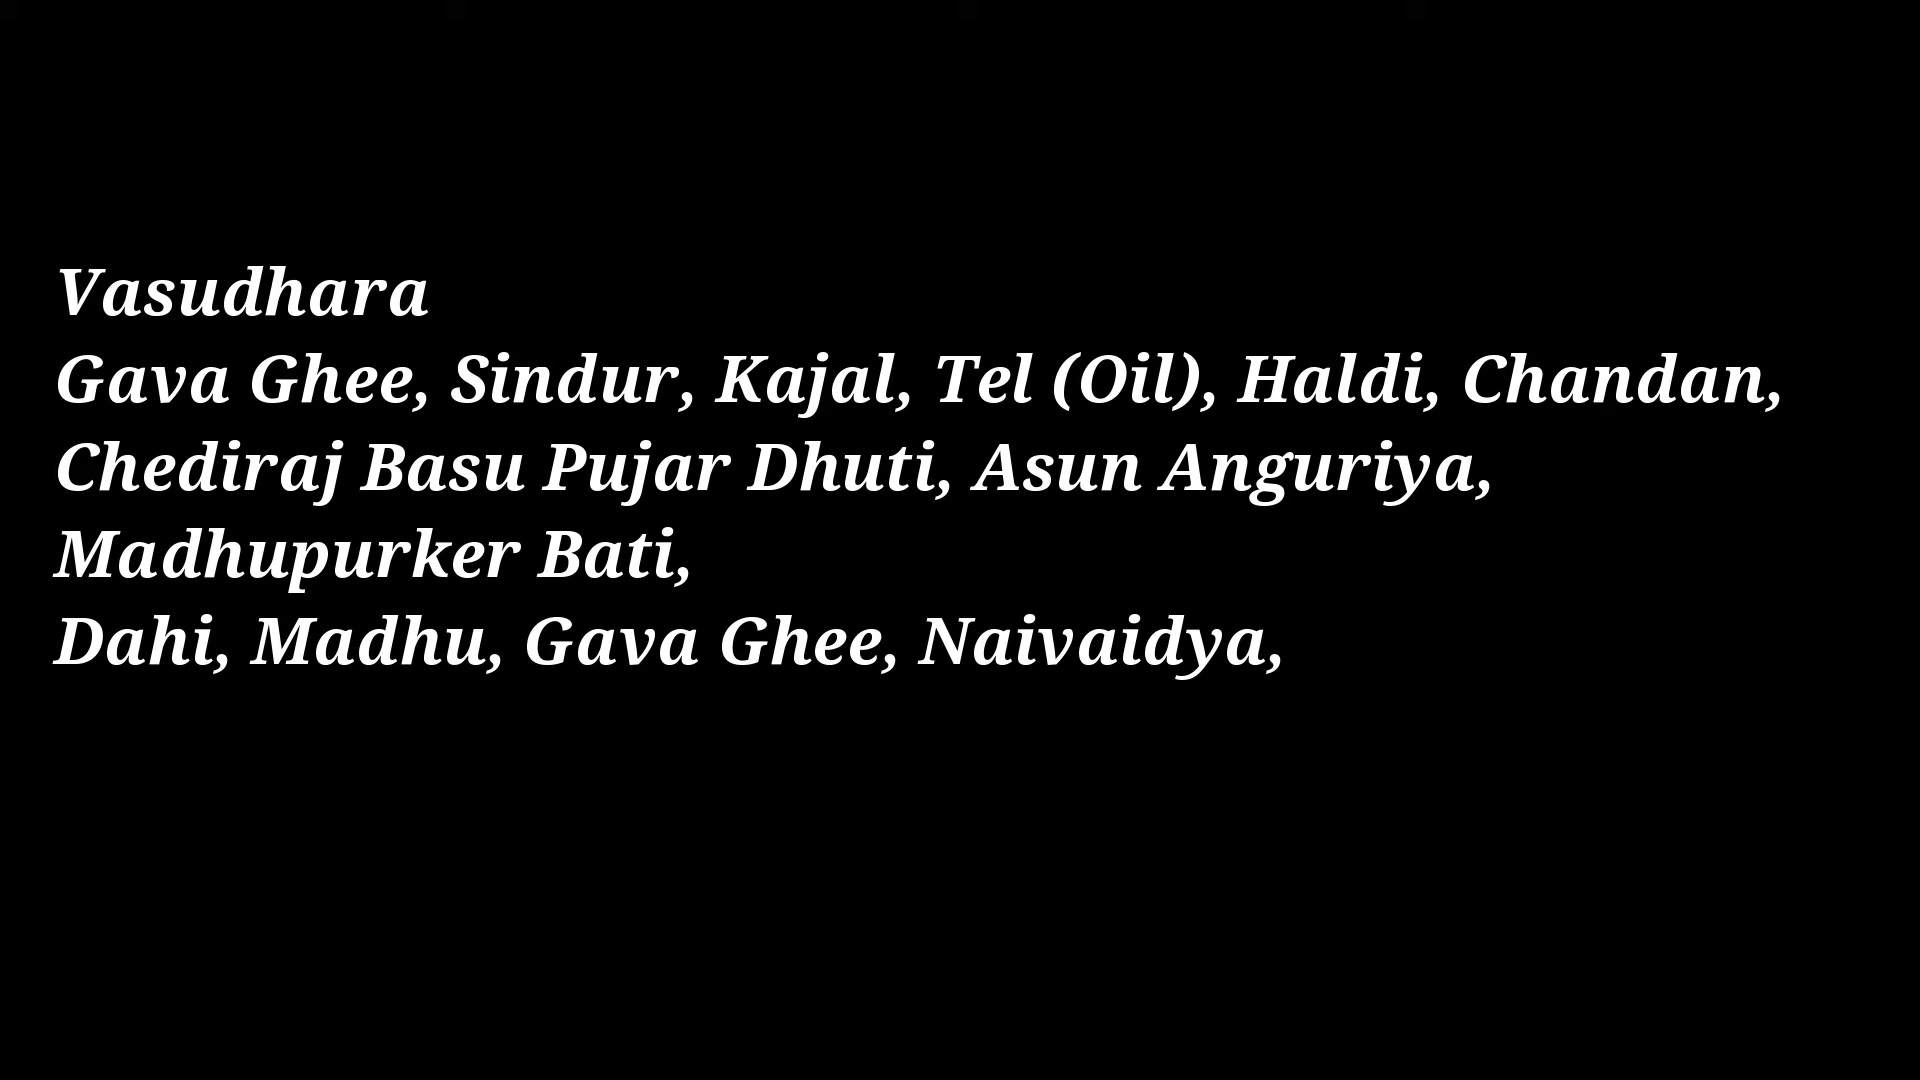 Vasudhara
Gava Ghee, Sindur, Kajal, Tel (Oil), Haldi, Chandan,
Chediraj Basu Pujar Dhuti, Asun Anguriya,
Madhupurker Bati,
Dahi, Madhu, Gava Ghee, Naivaidya,